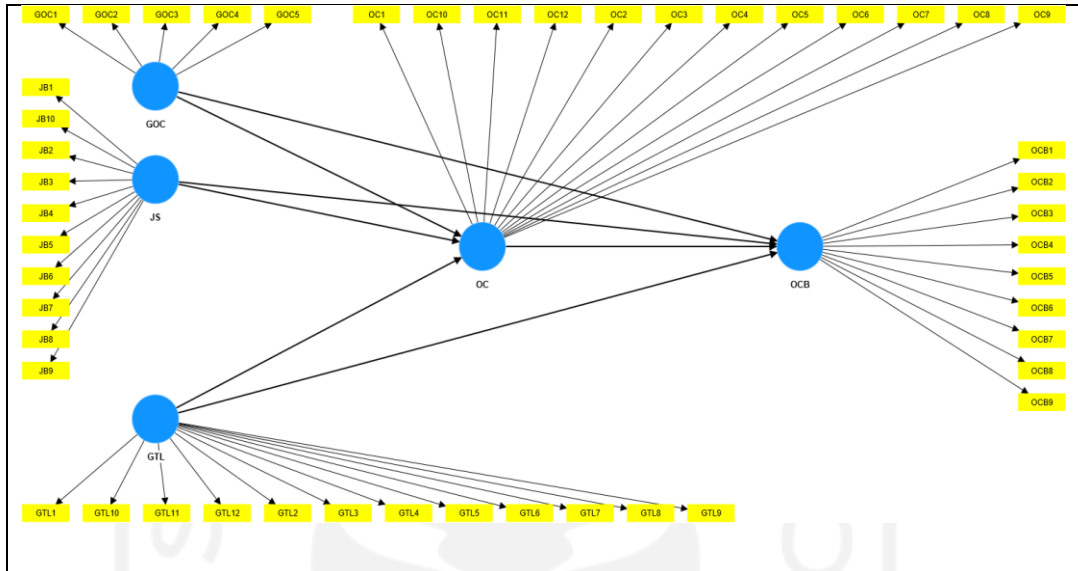 GOC1 GOC2 GOC3 GOC4 GOC5 OC1 OC10 OC11 OC12 OC2 OC3 OC4 OC5 OC6 OC7 OC8 OC9
JB1
GOC
JB10
JB2
OCB1
JB3
OCB2
JB4
JS
OCB3
JB5
OCB4
JB6
OC
OCB
OCB5
JB7
OCB6
JB8
OCB7
JB9
OCB8
OCB9
GTL
GTL1 GTL10 GTL11 GTL12 GTL2 GTL3 GTL4 GTL5 GTL6 GTL7 GTL8 GTL9